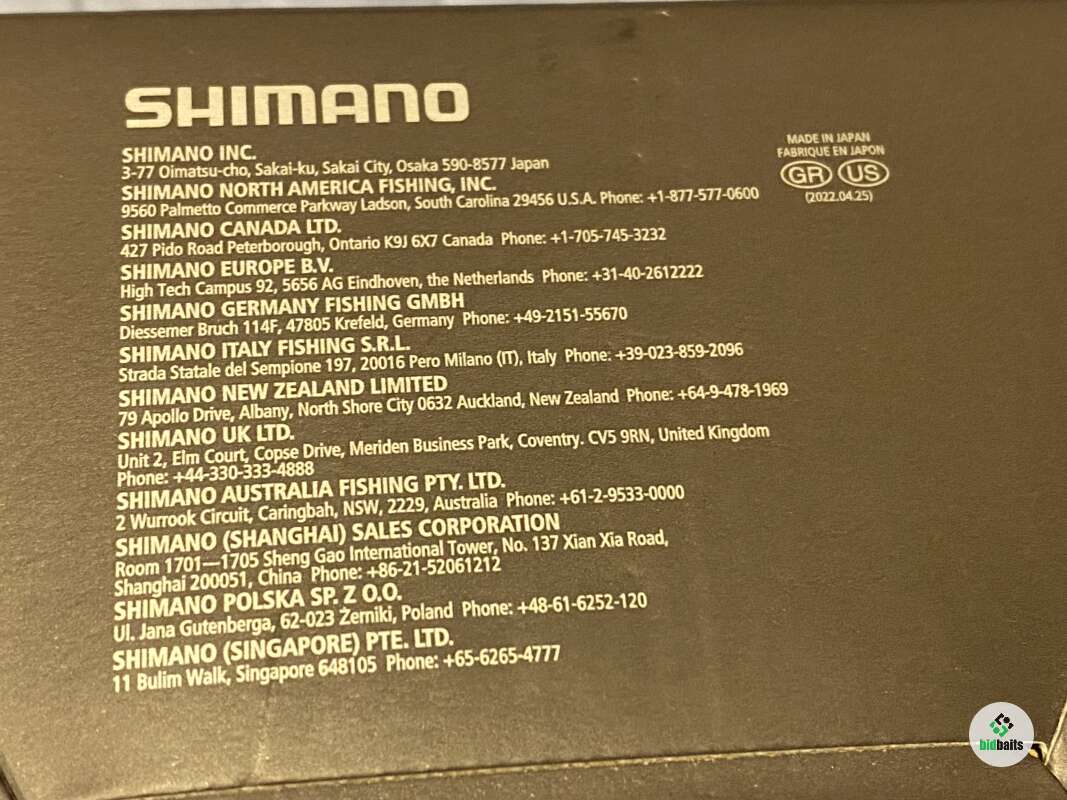 SHIMANO
SHIMANO INC.
3-77 Oimatsu-cho, Sakai-ku, Sakai City, Osaka 590-8577 Japan
SHIMANO NORTH AMERICA FISHING, INC.
9560 Palmetto Commerce Parkway Ladson, South Carolina 29456 U.S.A. Phone: +1-877-577-0600
SHIMANO CANADA LTD.
427 Pido Road Peterborough, Ontario K9J 6X7 Canada Phone: +1-705-745-3232
SHIMANO EUROPE B.V.
High Tech Campus 92, 5656 AG Eindhoven, the Netherlands Phone: +31-40-2612222
SHIMANO GERMANY FISHING GMBH
Diessemer Bruch 114F, 47805 Krefeld, Germany Phone: +49-2151-55670
SHIMANO ITALY FISHING S.R.L.
Strada Statale del Sempione 197, 20016 Pero Milano (IT), Italy Phone: +39-023-859-2096
SHIMANO NEW ZEALAND LIMITED
79 Apollo Drive, Albany, North Shore City 0632 Auckland, New Zealand Phone: +64-9-478-1969
SHIMANO UK LTD.
Unit 2, Elm Court, Copse Drive, Meriden Business Park, Coventry. CV5 9RN, United Kingdom
Phone: +44-330-333-4888
SHIMANO AUSTRALIA FISHING PTY. LTD.
2 Wurrook Circuit, Caringbah, NSW, 2229, Australia Phone: +61-2-9533-0000
SHIMANO (SHANGHAI) SALES CORPORATION
Room 1701—1705 Sheng Gao International Tower, No. 137 Xian Xia Road,
Shanghai 200051, China Phone: +86-21-52061212
SHIMANO POLSKA SP. Z O.O.
Ul. Jana Gutenberga, 62-023 Żerniki, Poland Phone: +48-61-6252-120
SHIMANO (SINGAPORE) PTE. LTD.
11 Bulim Walk, Singapore 648105 Phone: +65-6265-4777
MADE IN JAPAN
FABRIQUE EN JAPON
GR US
(2022.04.25)
bidbaits